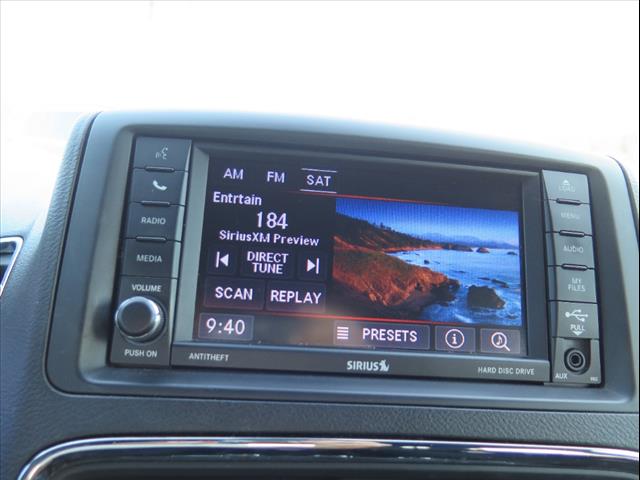 AM FM SAT
Entrtain
184
SiriusXM Preview
DIRECT
TUNE
SCAN REPLAY
9:40 PRESETS
RADIO
MEDIA
VOLUME
PUSH ON
LOAD
MENU
AUDIO
MY
FILES
PULL
AUX
ANTITHEFT SIRIUS HARD DISC DRIVE